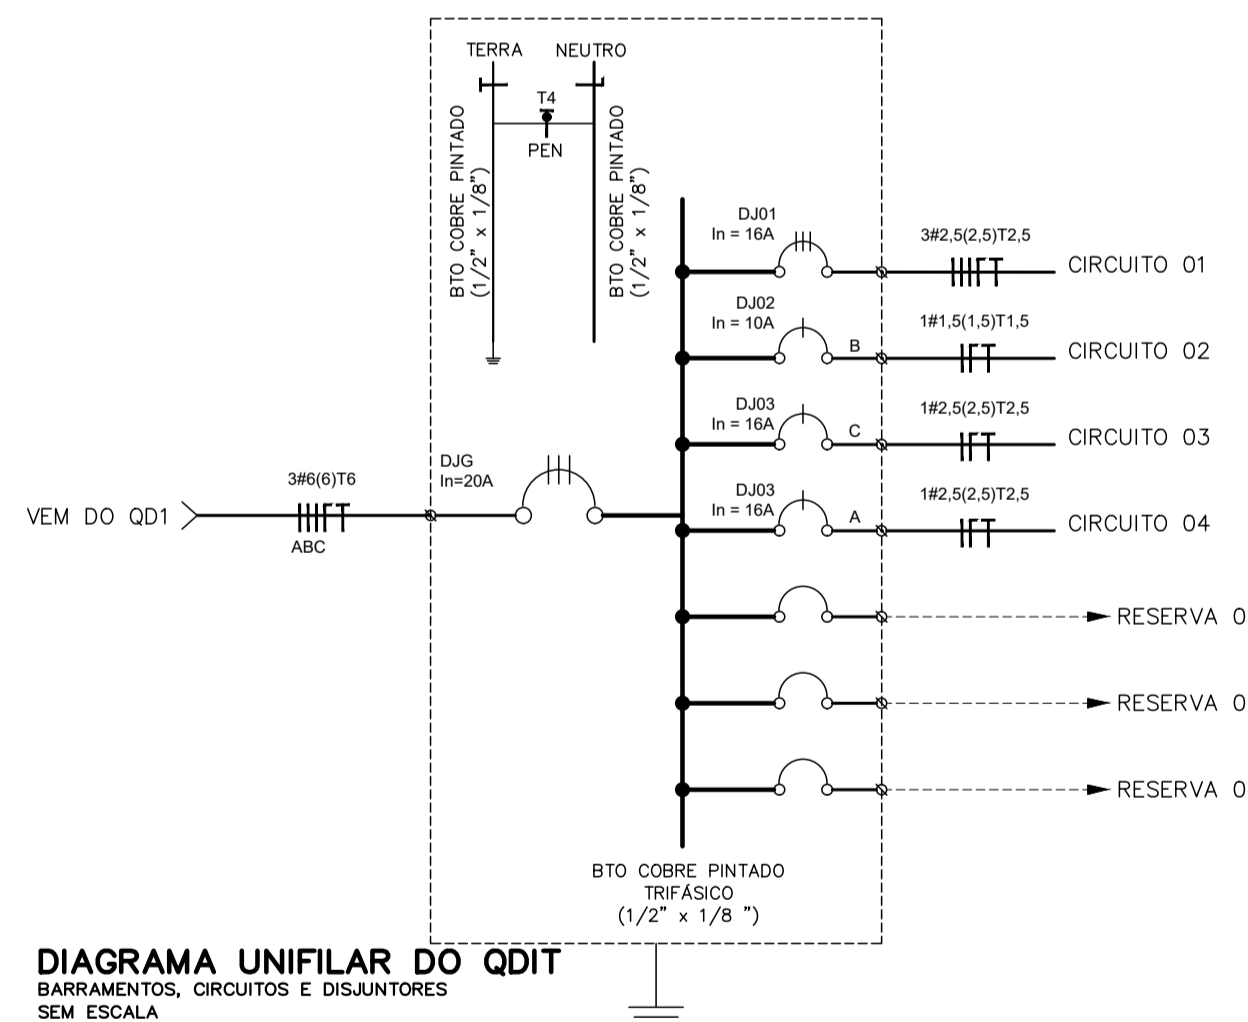 TERRA
NEUTRO
T4
PEN
BTO COBRE PINTADO
(1/2" x 1/8")
BTO COBRE PINTADO
(1/2" x 1/8")
DJ01
In = 16A
3#2,5(2,5)T2,5
CIRCUITO 01
DJ02
In = 10A
B
1#1,5(1,5)T1,5
CIRCUITO 02
DJ03
In = 16A
C
1#2,5(2,5)T2,5
CIRCUITO 03
DJ03
In = 16A
A
1#2,5(2,5)T2,5
CIRCUITO 04
VEM DO QD1
3#6(6)T6
ABC
DJG
In=20A
RESERVA 0
RESERVA 0
RESERVA 0
BTO COBRE PINTADO
TRIFÁSICO
(1/2" x 1/8 ")
DIAGRAMA UNIFILAR DO QDIT
BARRAMENTOS, CIRCUITOS E DISJUNTORES
SEM ESCALA